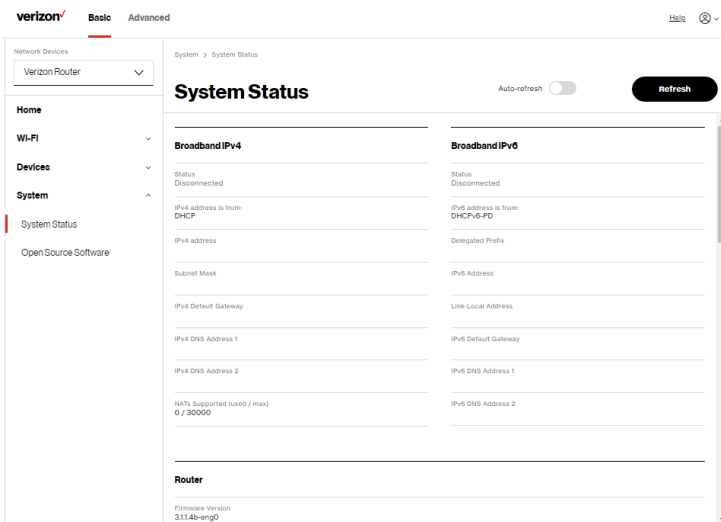 verizon✓ Basic Advanced Help
Network Devices
Verizon Router
Home
Wi-Fi
Devices
System
System Status
Open Source Software
System > System Status
System Status
Auto-refresh
Refresh
Broadband IPv4
Status
Disconnected
IPv4 address is from:
DHCP
IPv4 address
Subnet Mask
IPv4 Default Gateway
IPv4 DNS Address 1
IPv4 DNS Address 2
NATs Supported (used / max)
0 / 30000
Broadband IPv6
Status
Disconnected
IPv6 address is from:
DHCPv6-PD
Delegated Prefix
IPv6 Address
Link-Local Address
IPv6 Default Gateway
IPv6 DNS Address 1
IPv6 DNS Address 2
Router
Firmware Version
3.1.1.4b-eng0